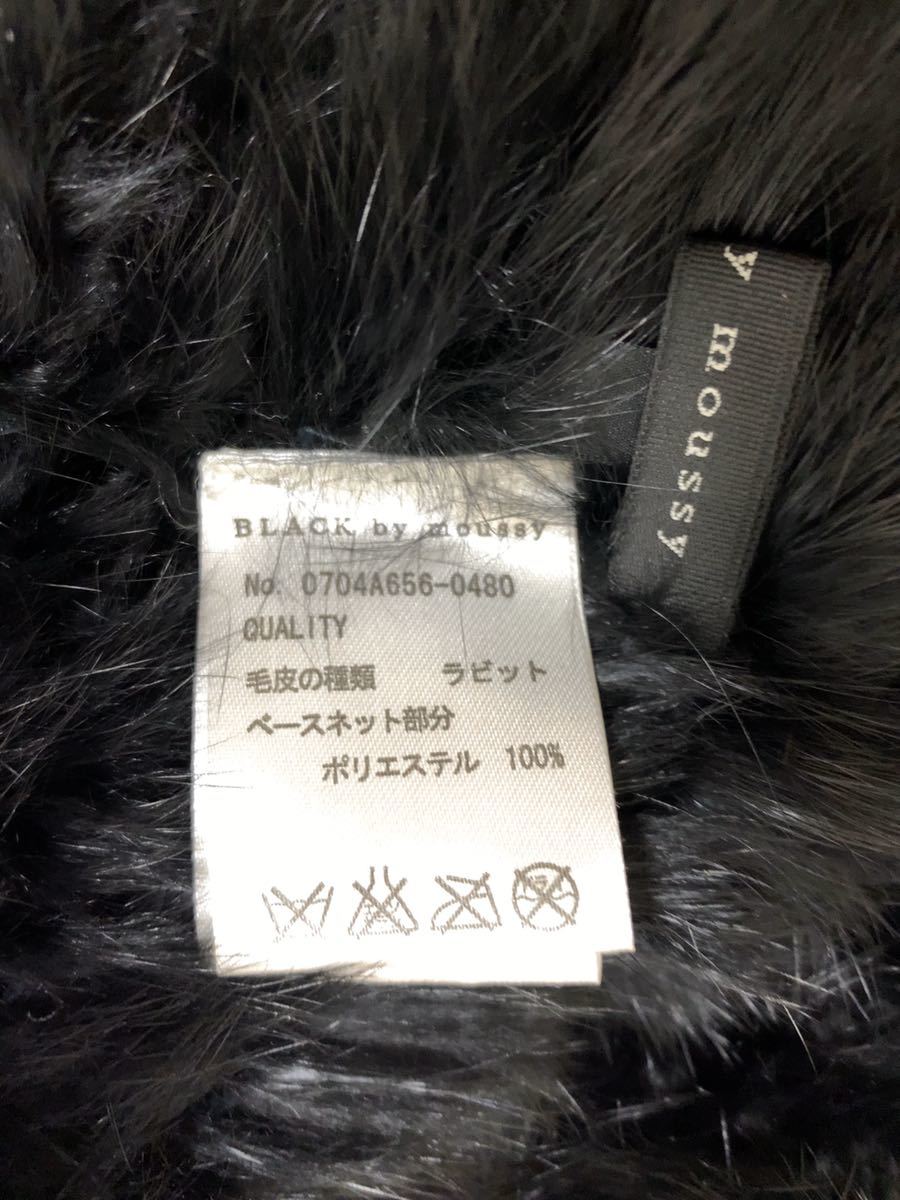 BLACK by moussy
No. 0704A656-0480
QUALITY
毛皮の種類 ラビット
ベースネット部分
ポリエステル 100%
y moussy